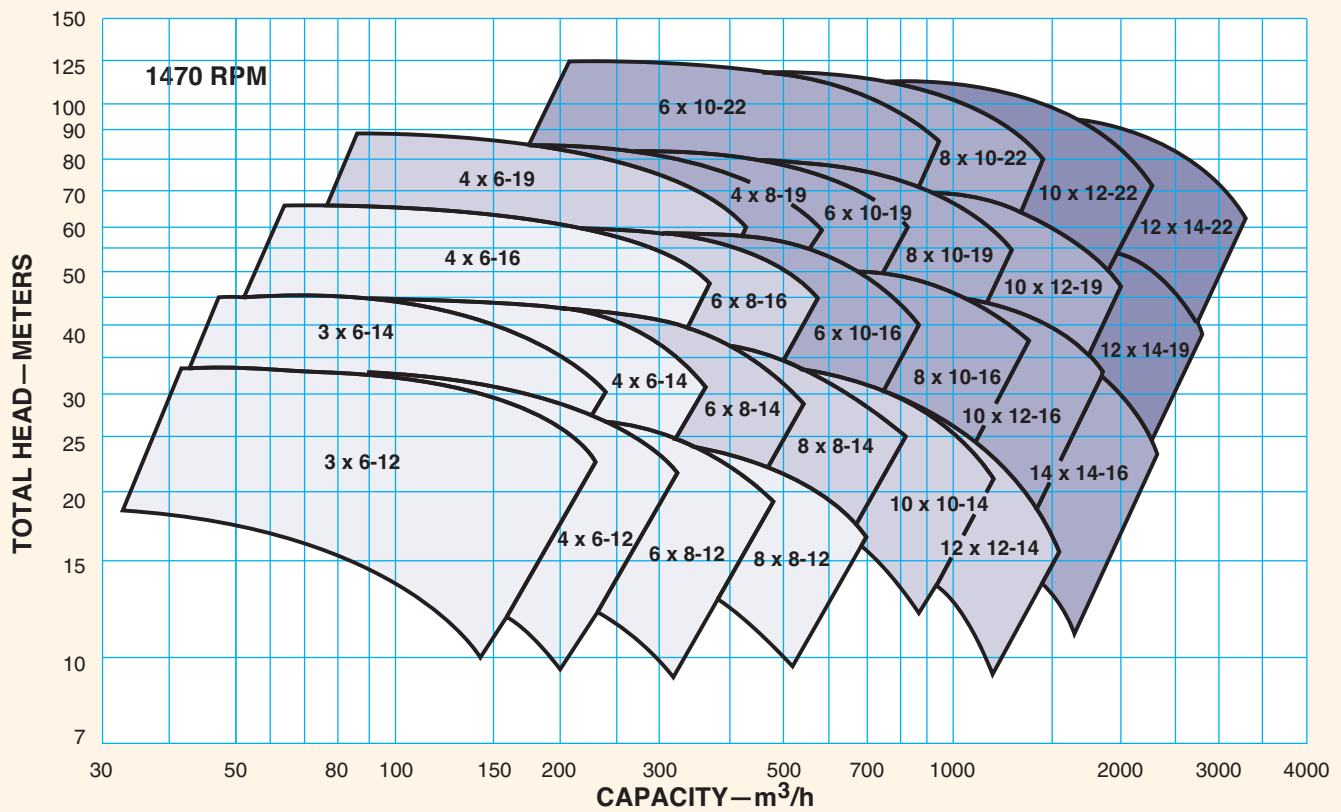 150
125
100
90
80
70
60
50
40
30
25
20
15
10
7
TOTAL HEAD—METERS
1470 RPM
6 x 10-22
8 x 10-22
10 x 12-22
12 x 14-22
4 x 6-19
4 x 8-19
6 x 10-19
8 x 10-19
10 x 12-19
12 x 14-19
4 x 6-16
6 x 8-16
6 x 10-16
8 x 10-16
10 x 12-16
14 x 14-16
3 x 6-14
4 x 6-14
6 x 8-14
8 x 8-14
10 x 10-14
12 x 12-14
3 x 6-12
4 x 6-12
6 x 8-12
8 x 8-12
30 50 80 100 150 200 300 500 700 1000 2000 3000 4000
CAPACITY—m³/h